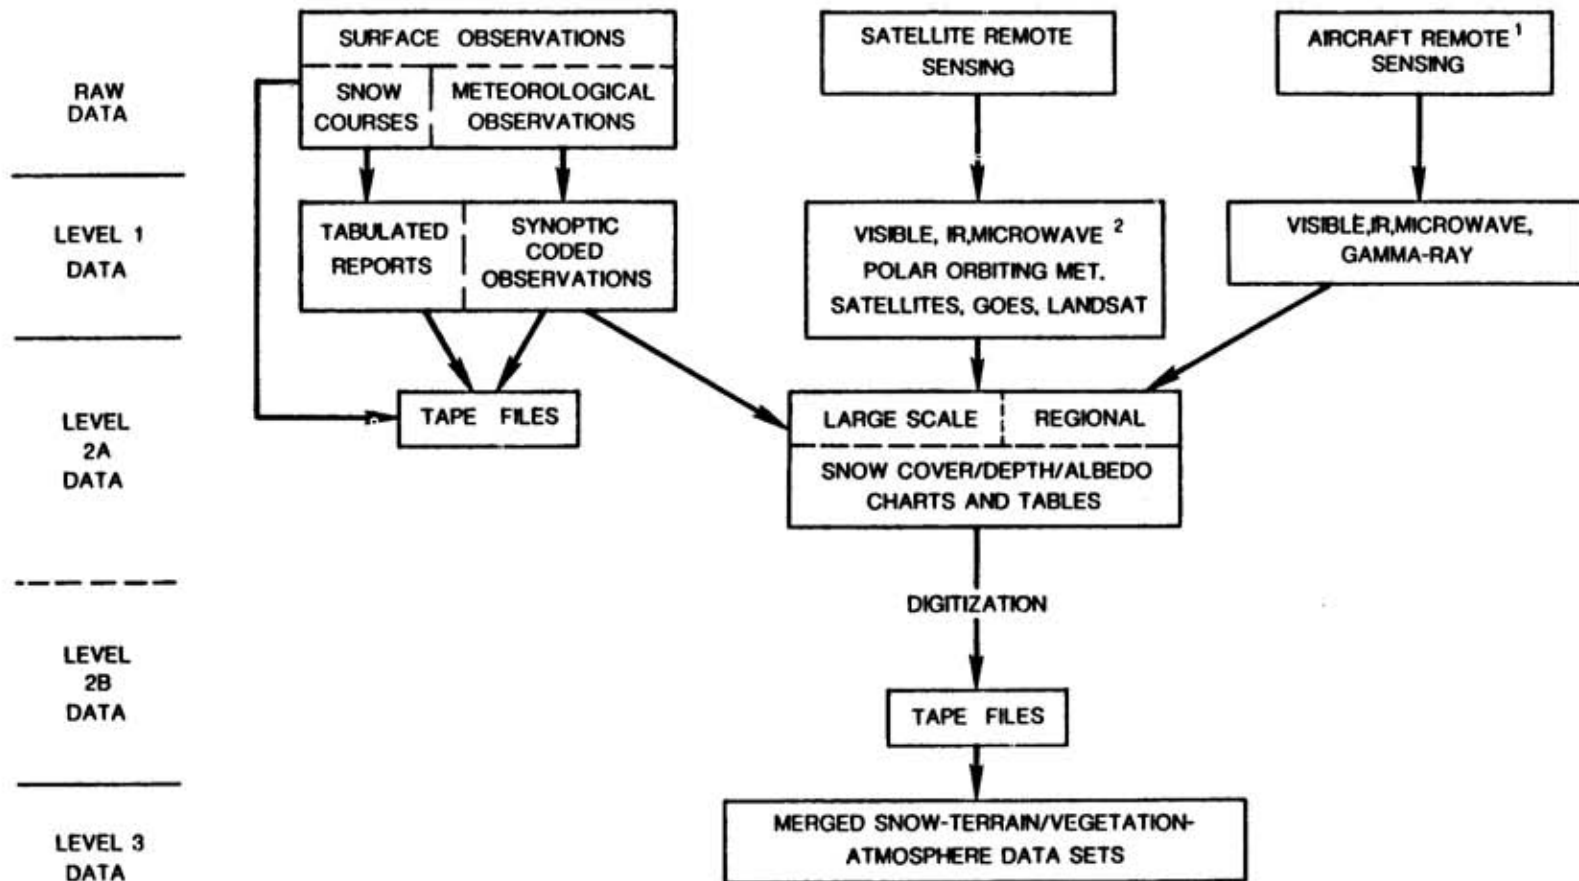 SURFACE OBSERVATIONS
SNOW
COURSES
METEOROLOGICAL
OBSERVATIONS
SATELLITE REMOTE
SENSING
AIRCRAFT REMOTE 1
SENSING
RAW
DATA
LEVEL 1
DATA
TABULATED
REPORTS
SYNOPTIC
CODED
OBSERVATIONS
VISIBLE, IR,MICROWAVE 2
POLAR ORBITING MET.
SATELLITES, GOES, LANDSAT
VISIBLE,IR,MICROWAVE,
GAMMA-RAY
LEVEL
2A
DATA
TAPE FILES
LARGE SCALE
REGIONAL
SNOW COVER/DEPTH/ALBEDO
CHARTS AND TABLES
DIGITIZATION
LEVEL
2B
DATA
TAPE FILES
LEVEL 3
DATA
MERGED SNOW-TERRAIN/VEGETATION-
ATMOSPHERE DATA SETS